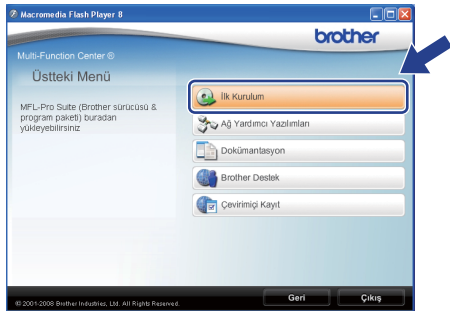 Macromedia Flash Player 8
brother
Multi-Function Center ®
Üstteki Menü
MFL-Pro Suite (Brother sürücüsü &
program paketi) buradan
yükleyebilirsiniz
İlk Kurulum
Ağ Yardımcı Yazılımları
Dokümantasyon
Brother Destek
Çevirimiçi Kayıt
© 2001-2008 Brother Industries, Ltd. All Rights Reserved.
Geri
Çıkış